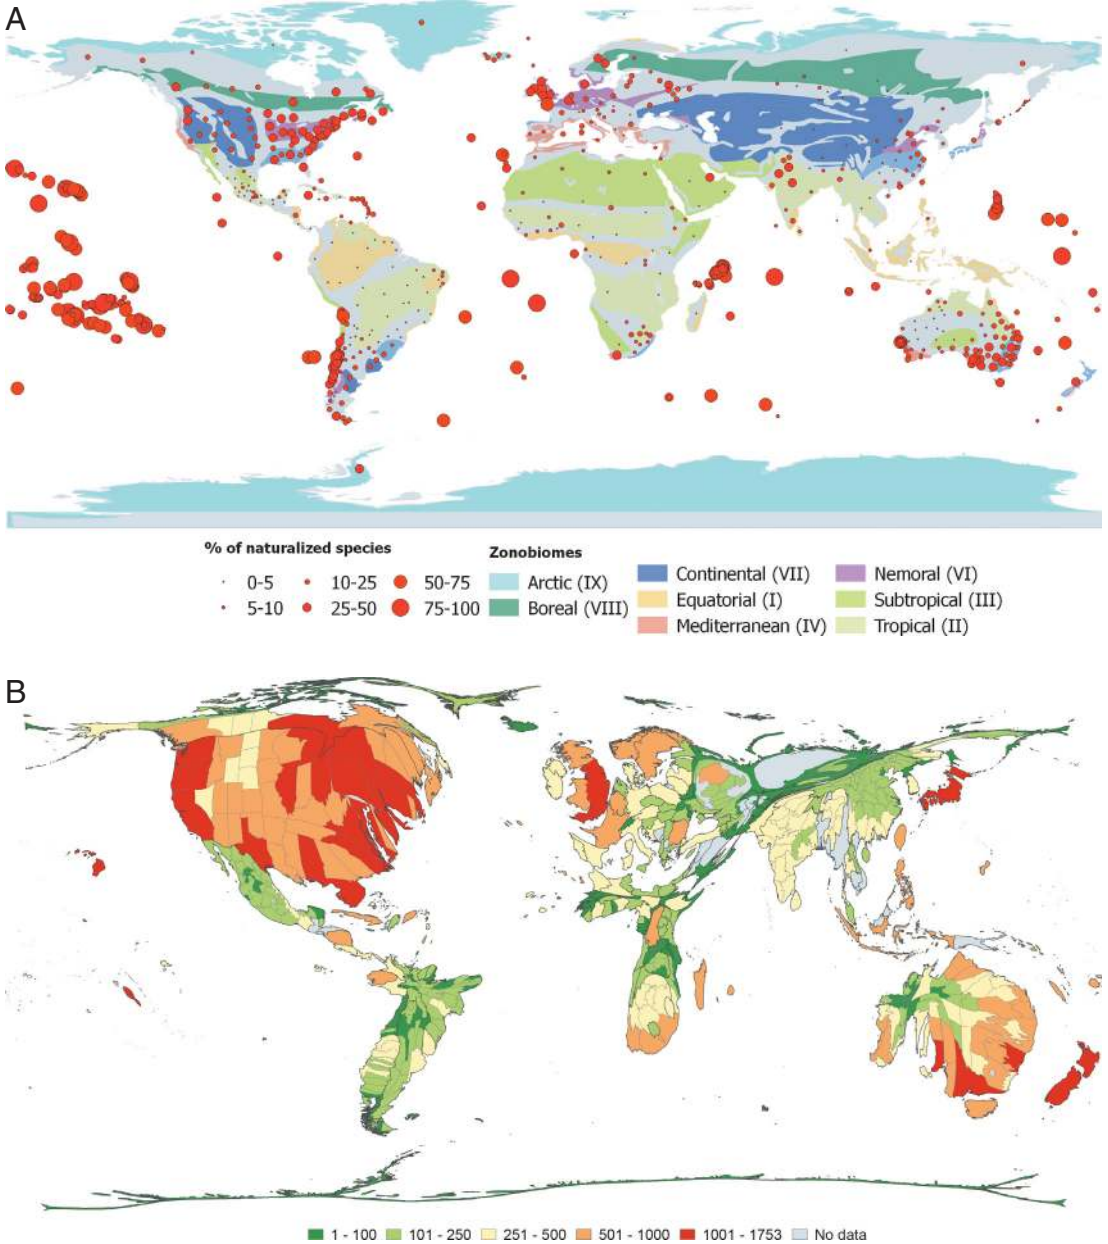 A
% of naturalized species
0-5
10-25
50-75
5-10
25-50
75-100
Zonobiomes
Arctic (IX)
Boreal (VIII)
Continental (VII)
Equatorial (I)
Mediterranean (IV)
Nemoral (VI)
Subtropical (III)
Tropical (II)
B
1 - 100
101 - 250
251 - 500
501 - 1000
1001 - 1753
No data